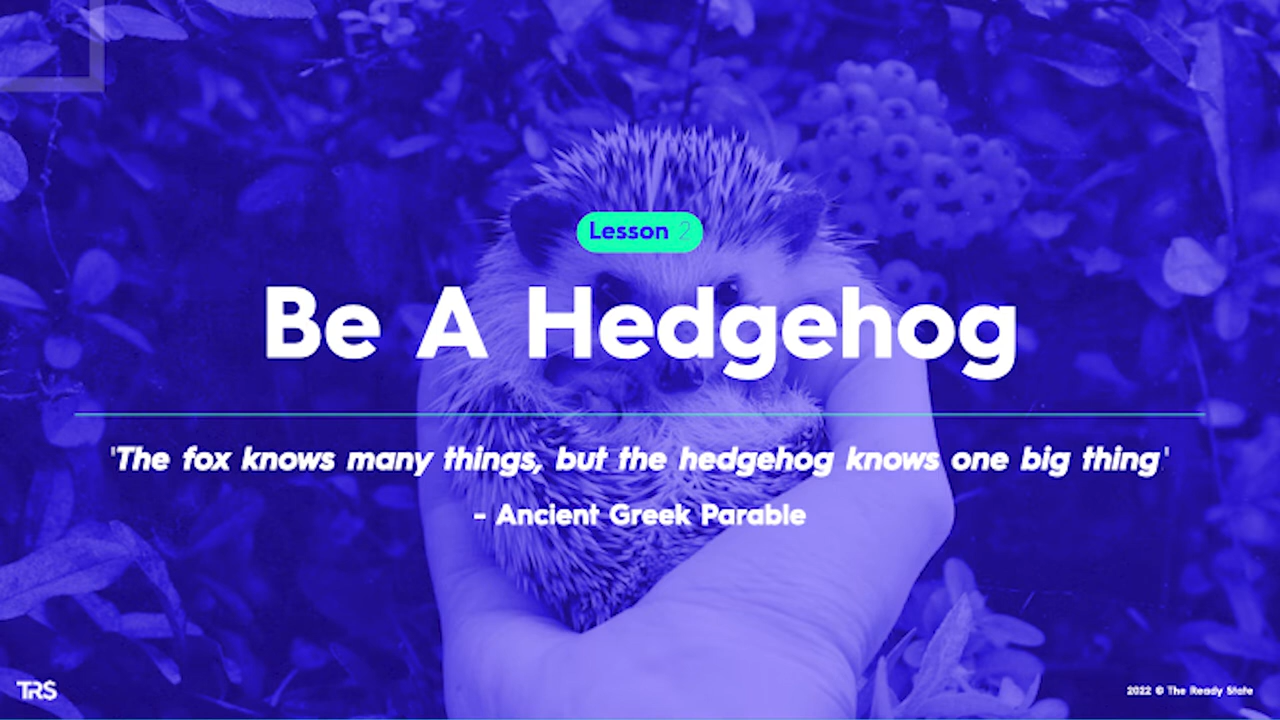 Lesson 2
Be A Hedgehog
'The fox knows many things, but the hedgehog knows one big thing'
- Ancient Greek Parable
TRS
2022 © The Ready State